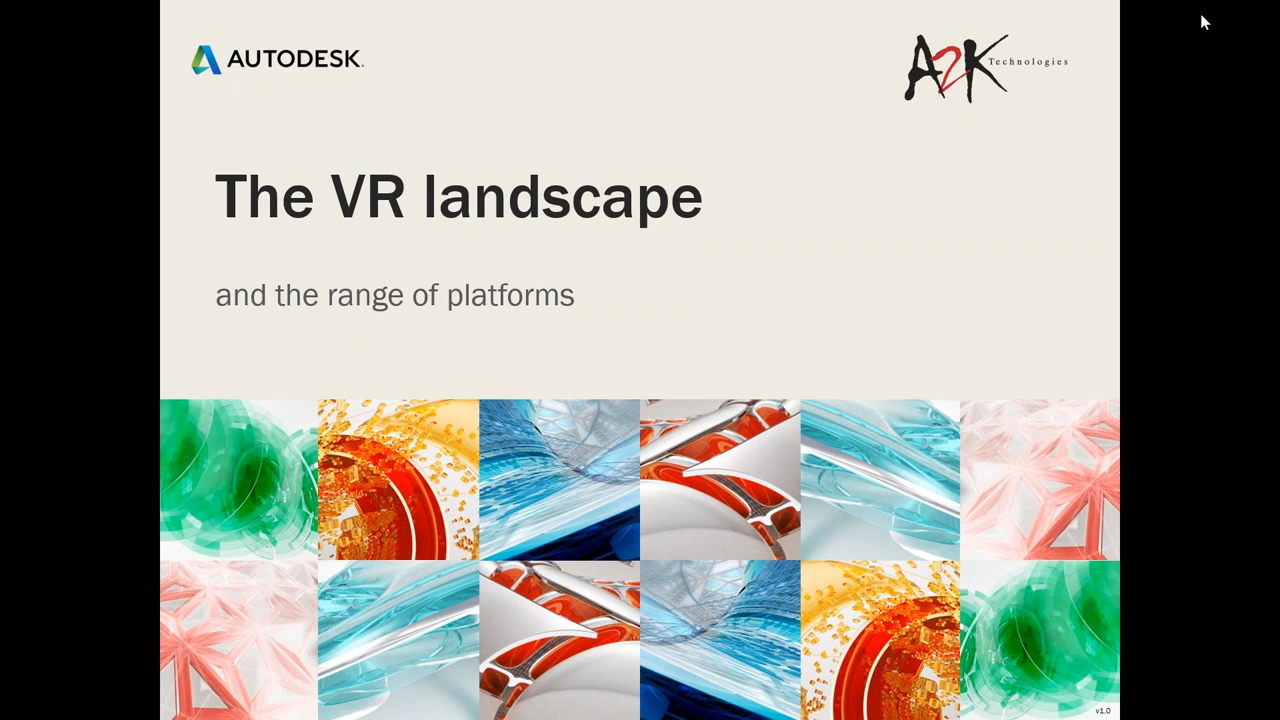 AUTODESK.
A2K Technologies
The VR landscape
and the range of platforms
v1.0